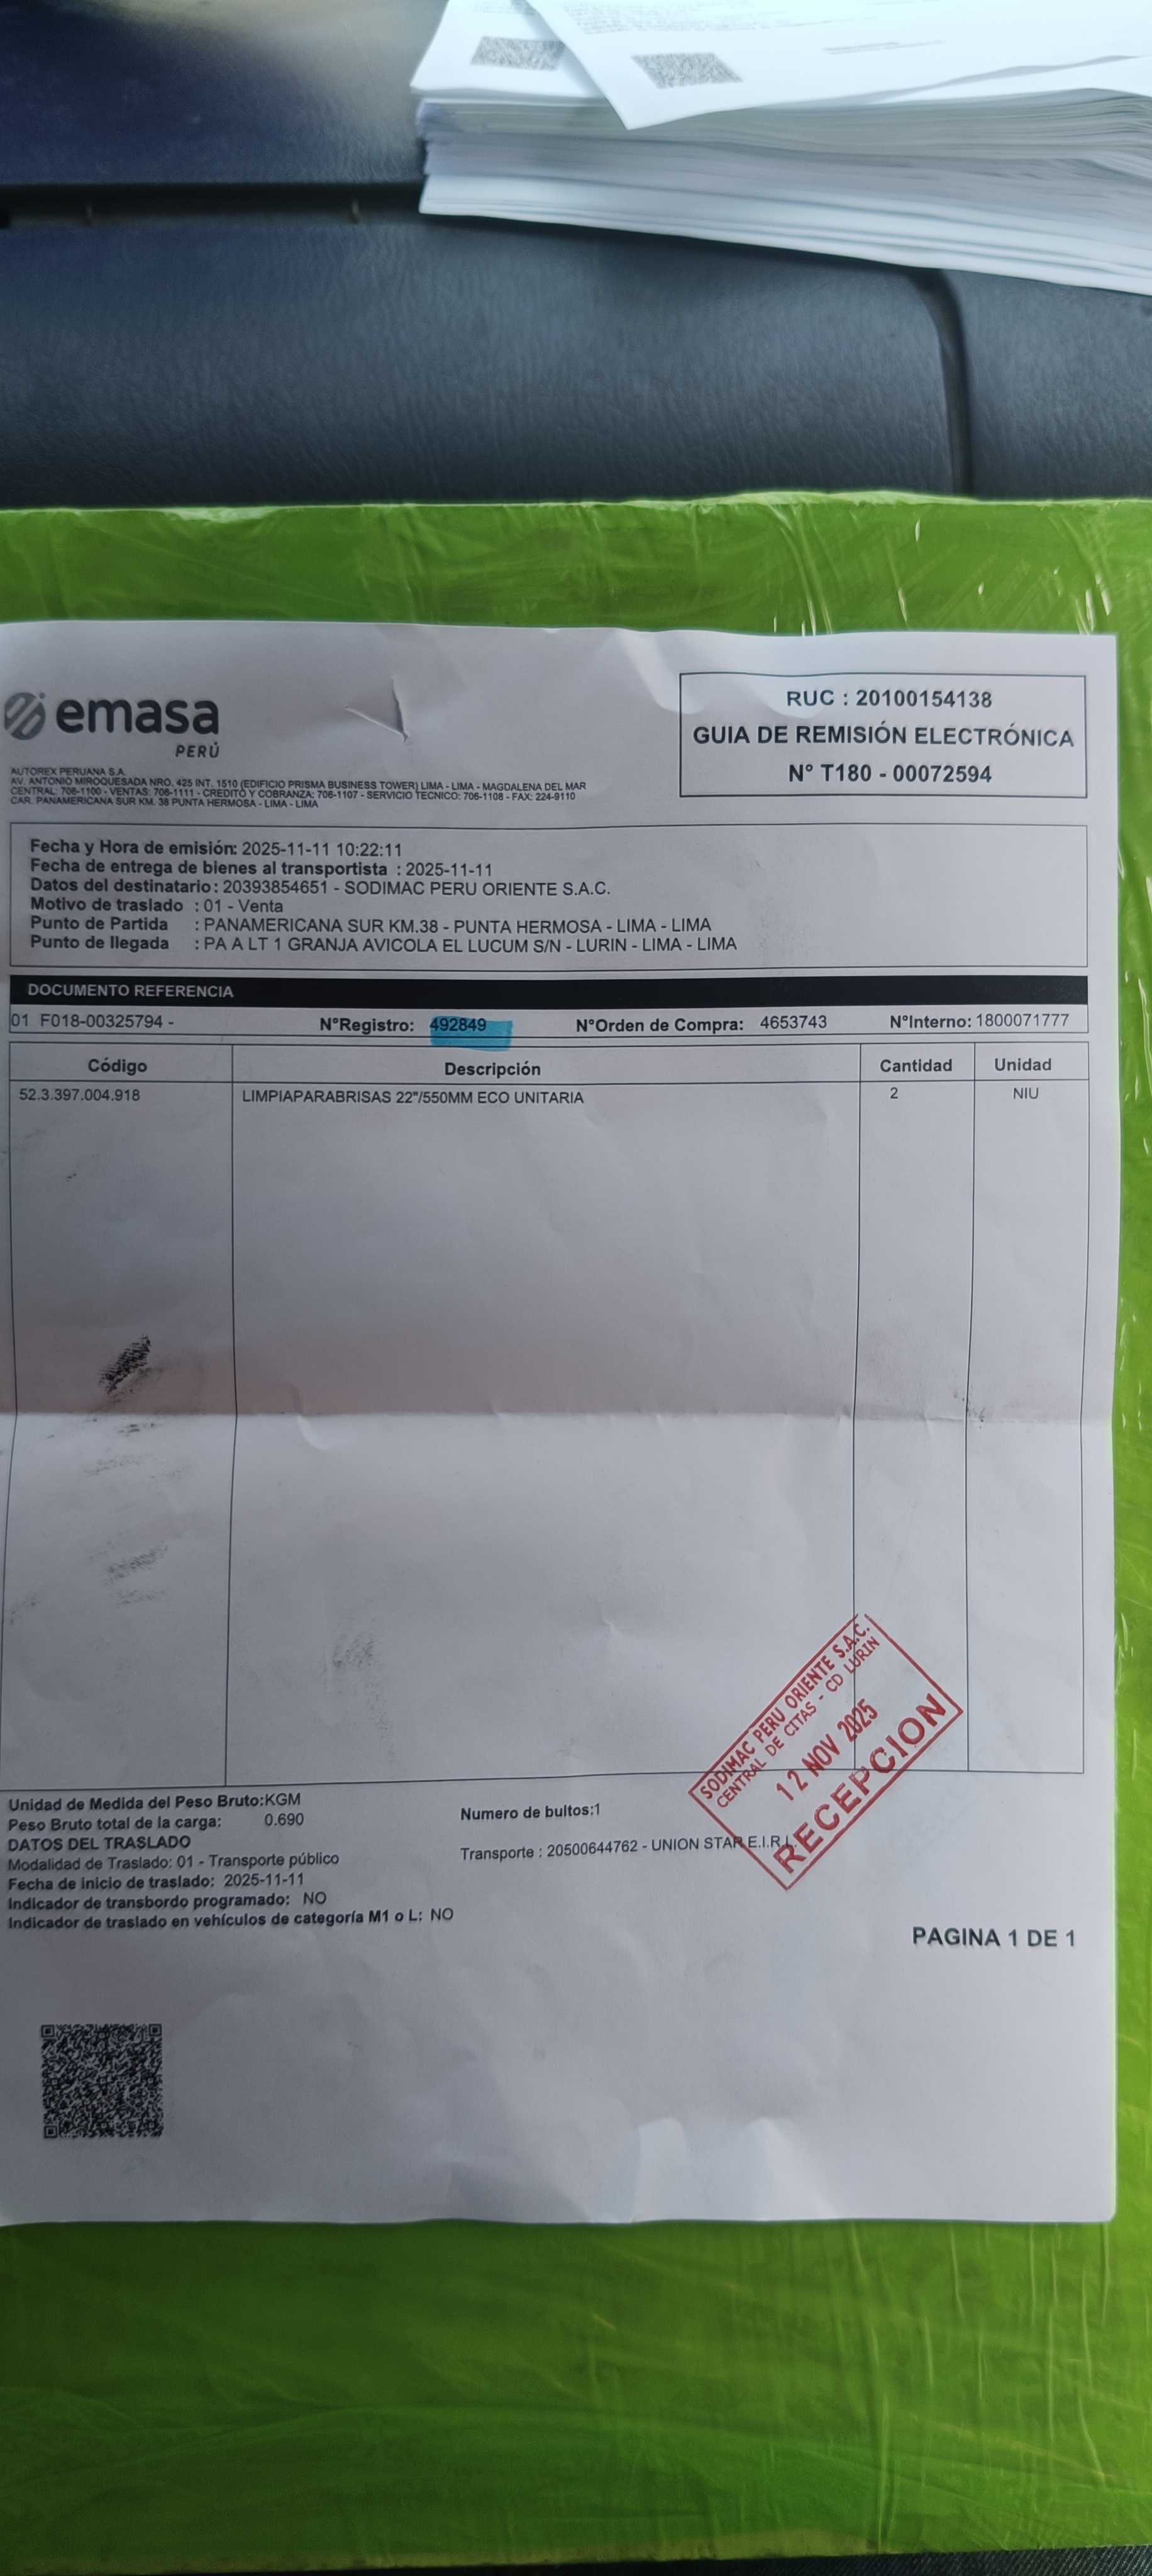 emasa
PERÚ
AUTOREX PERUANA S.A.
AV. ANTONIO MIROQUESADA NRO. 425 INT. 1510 (EDIFICIO PRISMA BUSINESS TOWER) LIMA - LIMA - MAGDALENA DEL MAR
CENTRAL: 706-1100 - VENTAS: 706-1111 - CREDITO Y COBRANZA: 706-1107 - SERVICIO TECNICO: 706-1108 - FAX: 224-9110
CAR. PANAMERICANA SUR KM. 38 PUNTA HERMOSA - LIMA - LIMA
RUC : 20100154138
GUIA DE REMISIÓN ELECTRÓNICA
N° T180 - 00072594
Fecha y Hora de emisión: 2025-11-11 10:22:11
Fecha de entrega de bienes al transportista : 2025-11-11
Datos del destinatario : 20393854651 - SODIMAC PERU ORIENTE S.A.C.
Motivo de traslado : 01 - Venta
Punto de Partida : PANAMERICANA SUR KM.38 - PUNTA HERMOSA - LIMA - LIMA
Punto de llegada : PA A LT 1 GRANJA AVICOLA EL LUCUM S/N - LURIN - LIMA - LIMA
DOCUMENTO REFERENCIA
01 F018-00325794 - N°Registro: 492849 N°Orden de Compra: 4653743 N°Interno: 1800071777
Código Descripción Cantidad Unidad
52.3.397.004.918 LIMPIAPARABRISAS 22"/550MM ECO UNITARIA 2 NIU
SODIMAC PERU ORIENTE S.A.C.
CENTRAL DE CITAS - CD LURIN
12 NOV 2025
RECEPCION
Unidad de Medida del Peso Bruto:KGM
Peso Bruto total de la carga: 0.690
Numero de bultos:1
DATOS DEL TRASLADO
Modalidad de Traslado: 01 - Transporte público
Transporte : 20500644762 - UNION STAR E.I.R.L.
Fecha de inicio de traslado: 2025-11-11
Indicador de transbordo programado: NO
Indicador de traslado en vehículos de categoría M1 o L: NO
PAGINA 1 DE 1